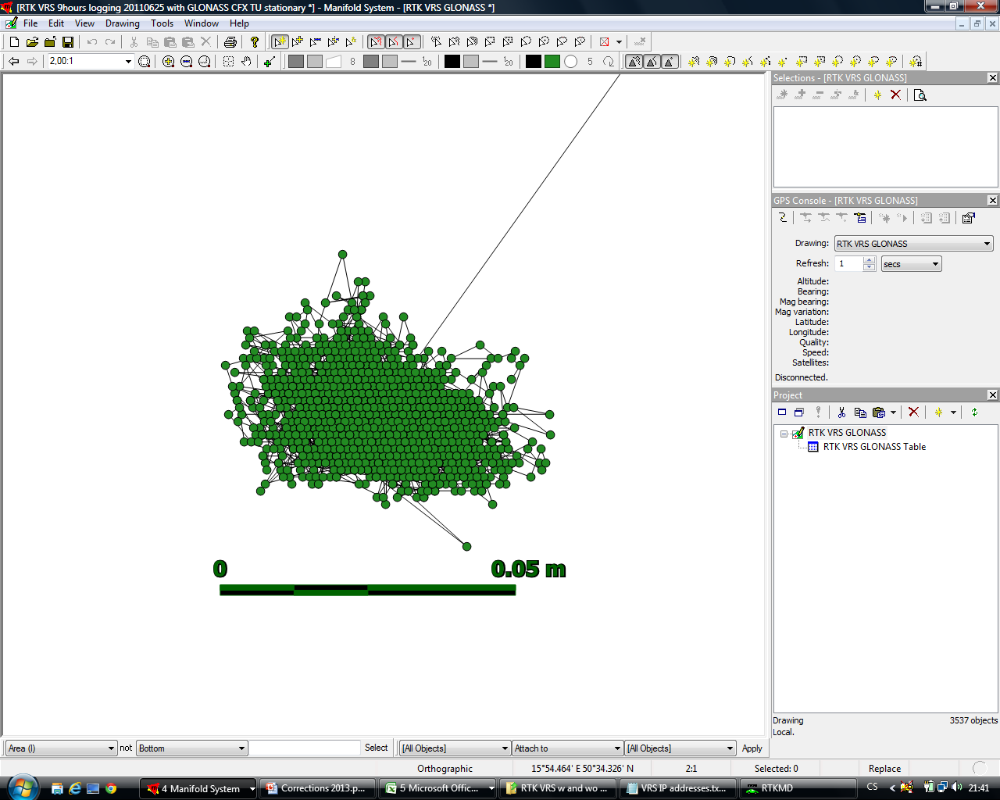 [RTK VRS 9hours logging 20110625 with GLONASS CFX TU stationary *] - Manifold System - [RTK VRS GLONASS *]
File Edit View Drawing Tools Window Help
2,00:1
8 1/20 1/20 5
Selections - [RTK VRS GLONASS]
GPS Console - [RTK VRS GLONASS]
Drawing: RTK VRS GLONASS
Refresh: 1 secs
Altitude:
Bearing:
Mag bearing:
Mag variation:
Latitude:
Longitude:
Quality:
Speed:
Satellites:
Disconnected.
Project
RTK VRS GLONASS
RTK VRS GLONASS Table
0 0.05 m
Drawing 3537 objects
Local.
Area (I) not Bottom Select [All Objects] Attach to [All Objects] Apply
Orthographic 15°54.464' E 50°34.326' N 2:1 Selected: 0 Replace
4 Manifold System Corrections 2013.p... 5 Microsoft Offic... RTK VRS w and wo ... VRS IP addresses.tx... RTKMD CS 21:41